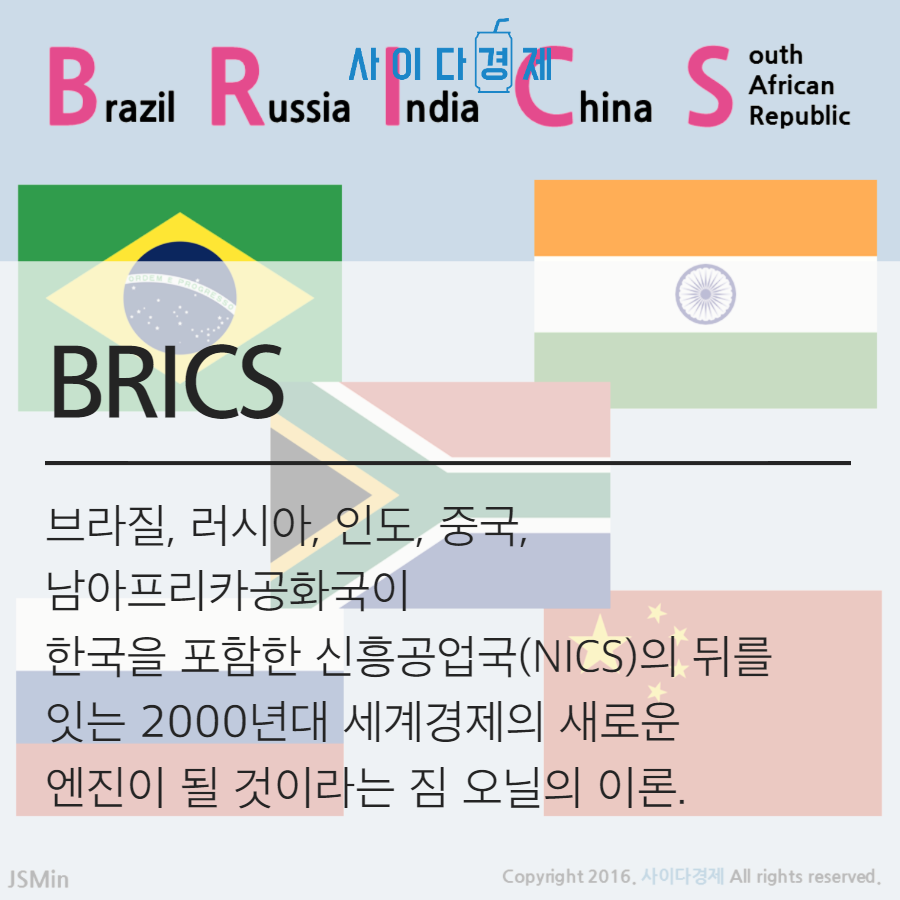 사이다경제
Brazil Russia India China South African Republic
ORDEM E PROGRESSO
BRICS
브라질, 러시아, 인도, 중국,
남아프리카공화국이
한국을 포함한 신흥공업국(NICS)의 뒤를
잇는 2000년대 세계경제의 새로운
엔진이 될 것이라는 짐 오닐의 이론.
JSMin
Copyright 2016. 사이다경제 All rights reserved.